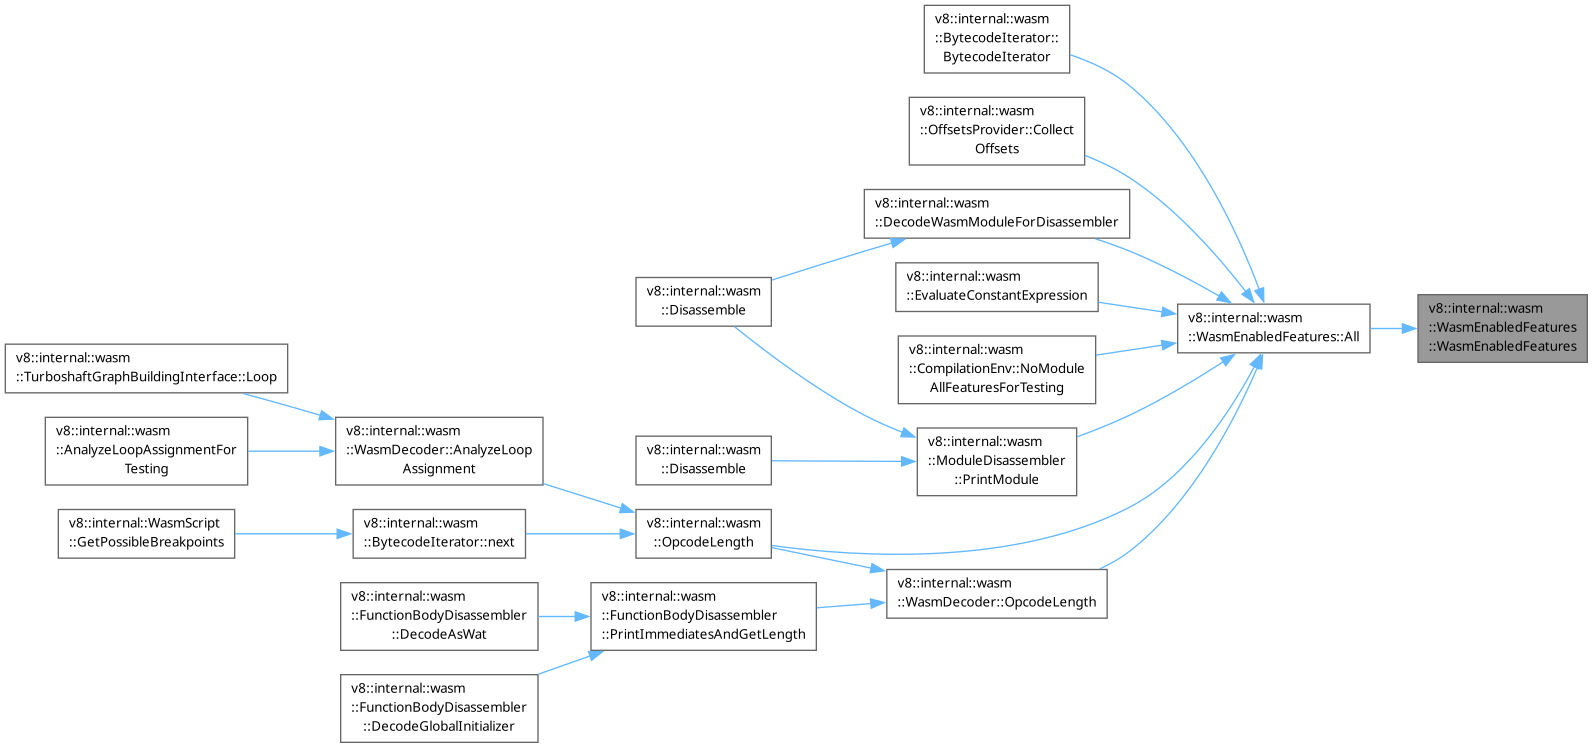 v8::internal::wasm
::BytecodeIterator::
BytecodeIterator
v8::internal::wasm
::OffsetsProvider::Collect
Offsets
v8::internal::wasm
::DecodeWasmModuleForDisassembler
v8::internal::wasm
::EvaluateConstantExpression
v8::internal::wasm
::Disassemble
v8::internal::wasm
::WasmEnabledFeatures::All
v8::internal::wasm
::WasmEnabledFeatures
::WasmEnabledFeatures
v8::internal::wasm
::CompilationEnv::NoModule
AllFeaturesForTesting
v8::internal::wasm
::TurboshaftGraphBuildingInterface::Loop
v8::internal::wasm
::AnalyzeLoopAssignmentFor
Testing
v8::internal::wasm
::WasmDecoder::AnalyzeLoop
Assignment
v8::internal::wasm
::Disassemble
v8::internal::wasm
::ModuleDisassembler
::PrintModule
v8::internal::WasmScript
::GetPossibleBreakpoints
v8::internal::wasm
::BytecodeIterator::next
v8::internal::wasm
::OpcodeLength
v8::internal::wasm
::WasmDecoder::OpcodeLength
v8::internal::wasm
::FunctionBodyDisassembler
::DecodeAsWat
v8::internal::wasm
::FunctionBodyDisassembler
::PrintImmediatesAndGetLength
v8::internal::wasm
::FunctionBodyDisassembler
::DecodeGlobalInitializer